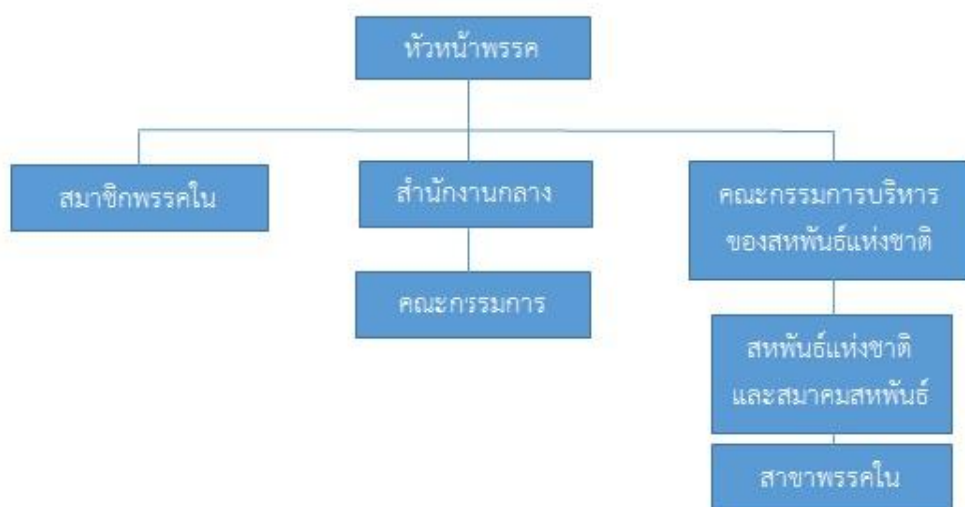 หัวหน้าพรรค
สมาชิกพรรคใน
สำนักงานกลาง
คณะกรรมการบริหาร
ของสหพันธ์แห่งชาติ
คณะกรรมการ
สหพันธ์แห่งชาติ
และสมาคมสหพันธ์
สาขาพรรคใน